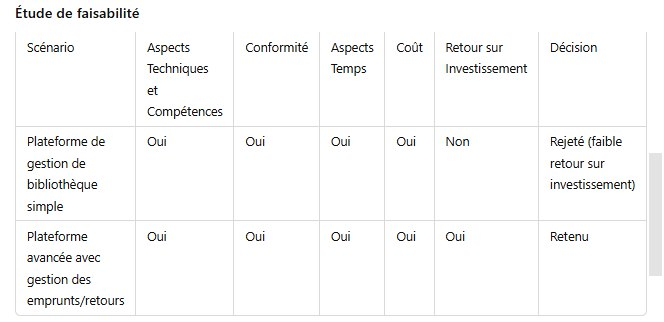 Étude de faisabilité
Scénario
Aspects
Techniques
et
Compétences
Conformité
Aspects
Temps
Coût
Retour sur
Investissement
Décision
Plateforme de
gestion de
bibliothèque
simple
Oui
Oui
Oui
Oui
Non
Rejeté (faible
retour sur
investissement)
Plateforme
avancée avec
gestion des
emprunts/retours
Oui
Oui
Oui
Oui
Oui
Retenu